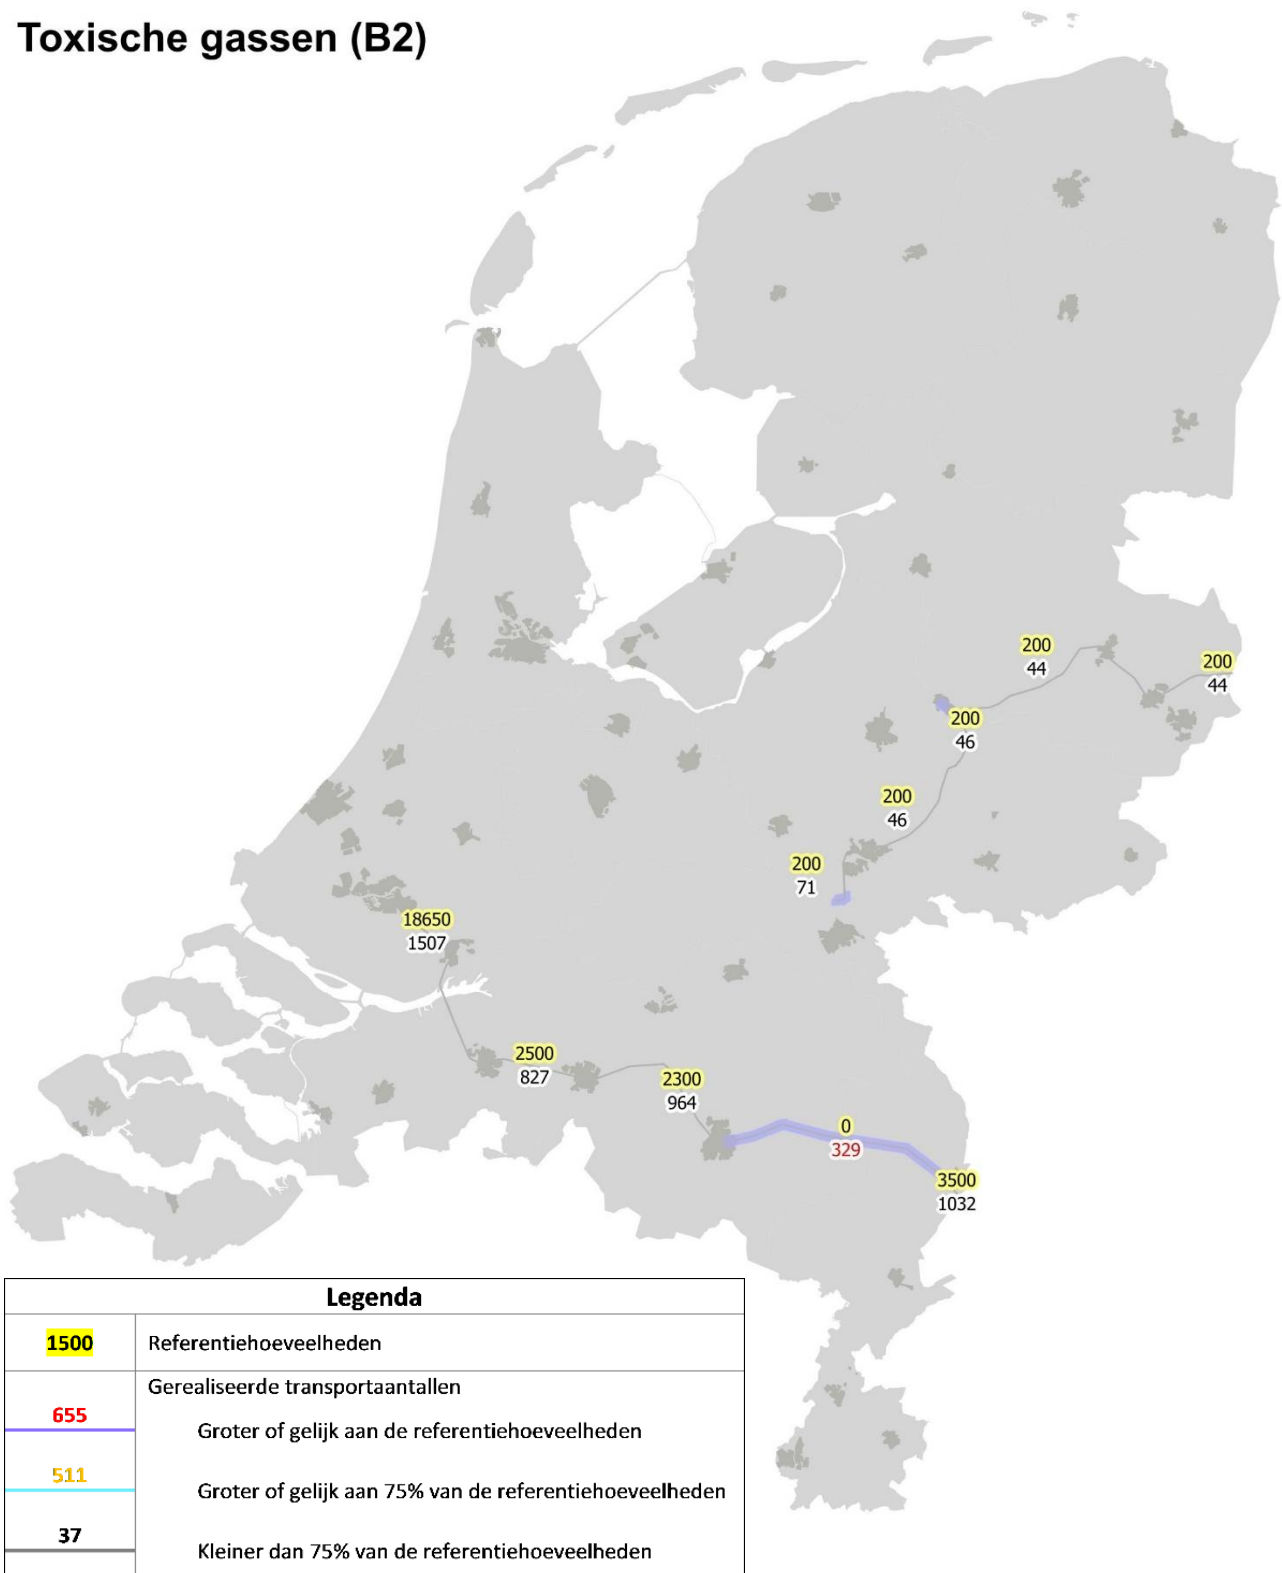 Toxische gassen (B2)
200
44
200
44
200
46
200
46
200
71
18650
1507
2500
827
2300
964
0
329
3500
1032
Legenda
1500 Referentiehoeveelheden
Gerealiseerde transportaantallen
655 Groter of gelijk aan de referentiehoeveelheden
511 Groter of gelijk aan 75% van de referentiehoeveelheden
37 Kleiner dan 75% van de referentiehoeveelheden